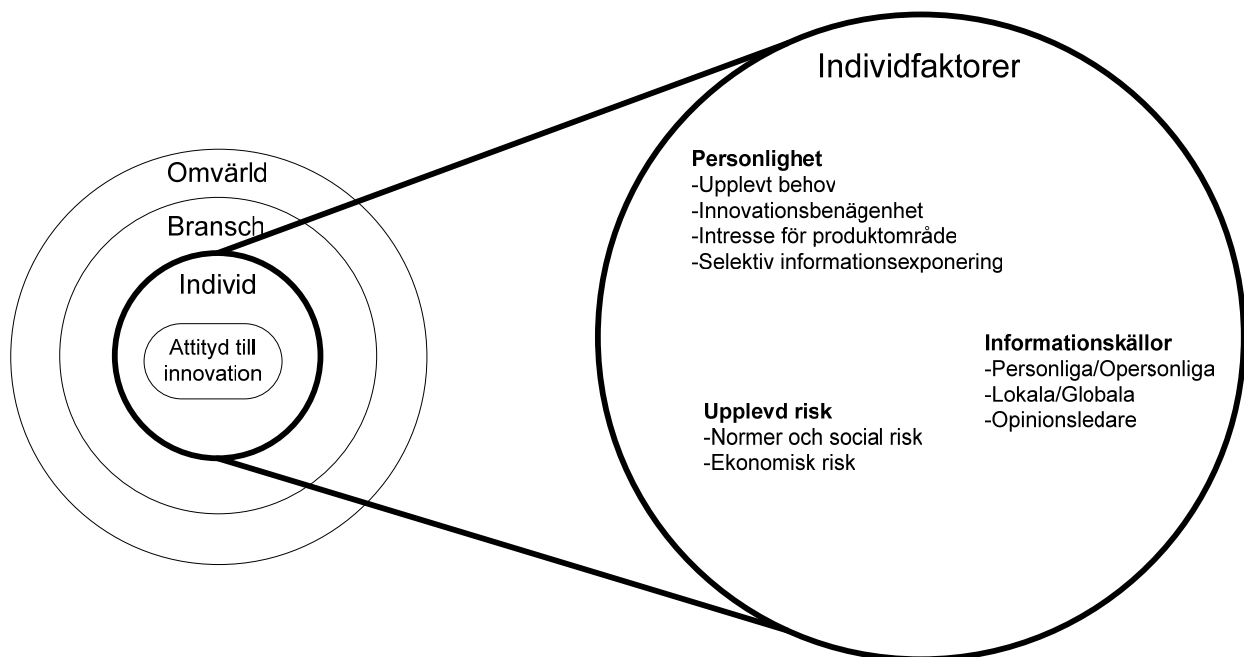 Omvärld
Bransch
Individ
Attityd till
innovation
Individfaktorer
Personlighet
-Upplevt behov
-Innovationsbenägenhet
-Intresse för produktområde
-Selektiv informationsexponering
Informationskällor
-Personliga/Opersonliga
-Lokala/Globala
-Opinionsledare
Upplevd risk
-Normer och social risk
-Ekonomisk risk